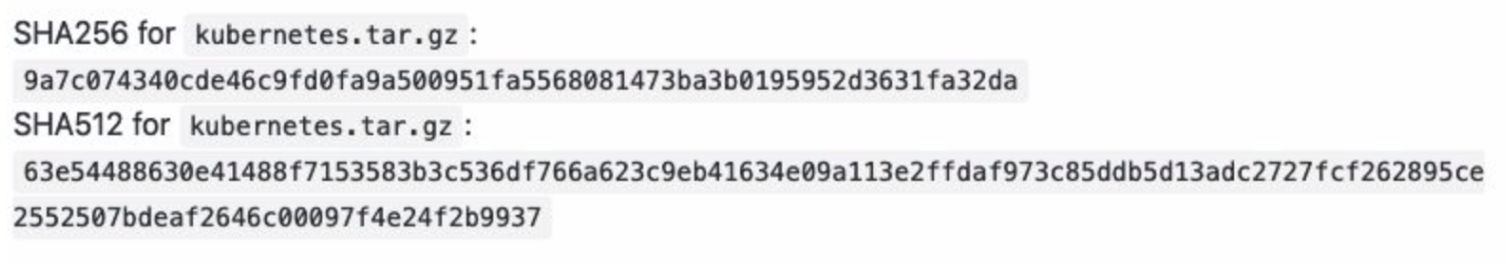 SHA256 for kubernetes.tar.gz :
9a7c074340cde46c9fd0fa9a500951fa5568081473ba3b0195952d3631fa32da
SHA512 for kubernetes.tar.gz :
63e54488630e41488f7153583b3c536df766a623c9eb41634e09a113e2ffdaf973c85ddb5d13adc2727fcf262895ce
2552507bdeaf2646c00097f4e24f2b9937